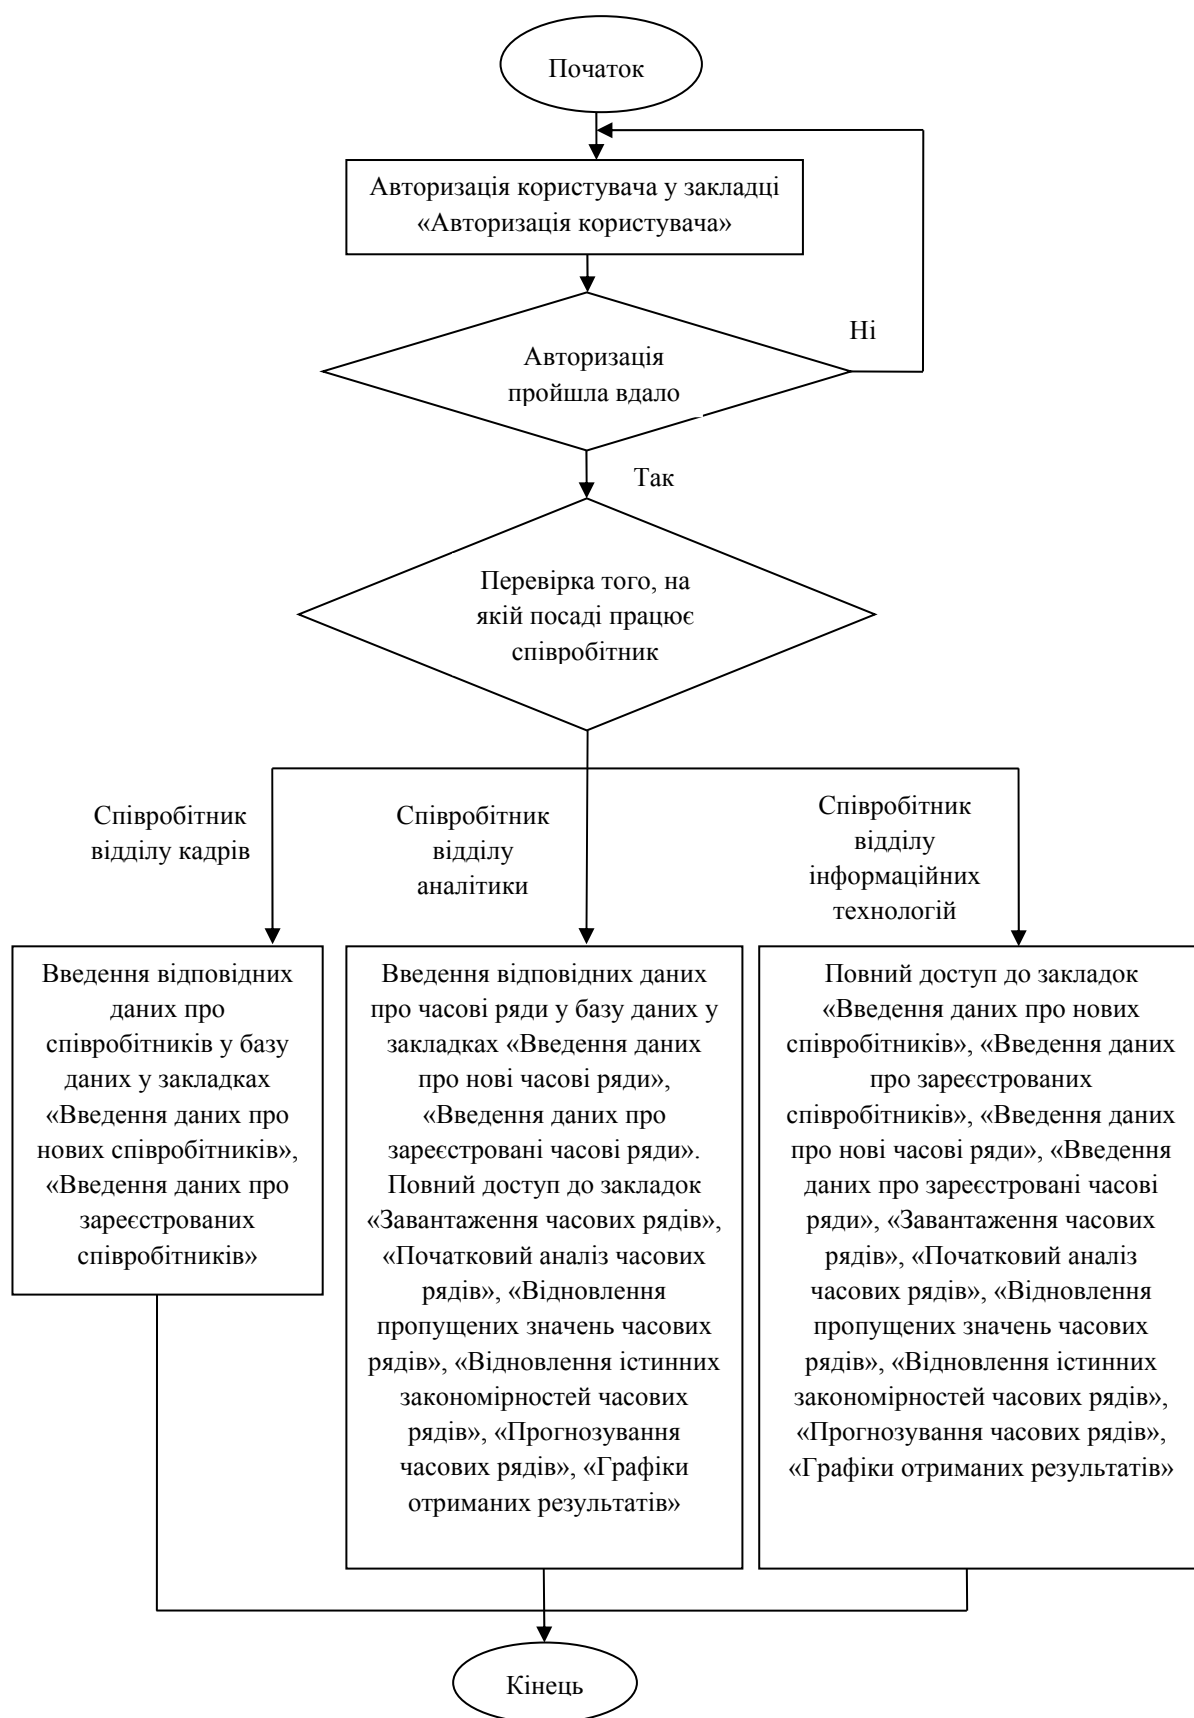 Початок
Авторизація користувача у закладці
«Авторизація користувача»
Ні
Авторизація
пройшла вдало
Так
Перевірка того, на
якій посаді працює
співробітник
Співробітник
відділу кадрів
Співробітник
відділу
аналітики
Співробітник
відділу
інформаційних
технологій
Введення відповідних
даних про
співробітників у базу
даних у закладках
«Введення даних про
нових співробітників»,
«Введення даних про
зареєстрованих
співробітників»
Введення відповідних даних
про часові ряди у базу даних у
закладках «Введення даних
про нові часові ряди»,
«Введення даних про
зареєстровані часові ряди».
Повний доступ до закладок
«Завантаження часових рядів»,
«Початковий аналіз часових
рядів», «Відновлення
пропущених значень часових
рядів», «Відновлення істинних
закономірностей часових
рядів», «Прогнозування
часових рядів», «Графіки
отриманих результатів»
Повний доступ до закладок
«Введення даних про нових
співробітників», «Введення даних
про зареєстрованих
співробітників», «Введення даних
про нові часові ряди», «Введення
даних про зареєстровані часові
ряди», «Завантаження часових
рядів», «Початковий аналіз
часових рядів», «Відновлення
пропущених значень часових
рядів», «Відновлення істинних
закономірностей часових рядів»,
«Прогнозування часових рядів»,
«Графіки отриманих результатів»
Кінець